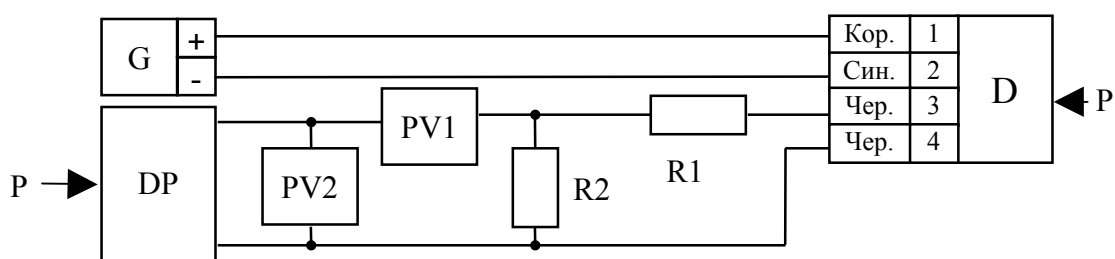 G
+
-
Кор. 1
Син. 2
Чер. 3
Чер. 4
D
P
P
DP
PV1
PV2
R2
R1